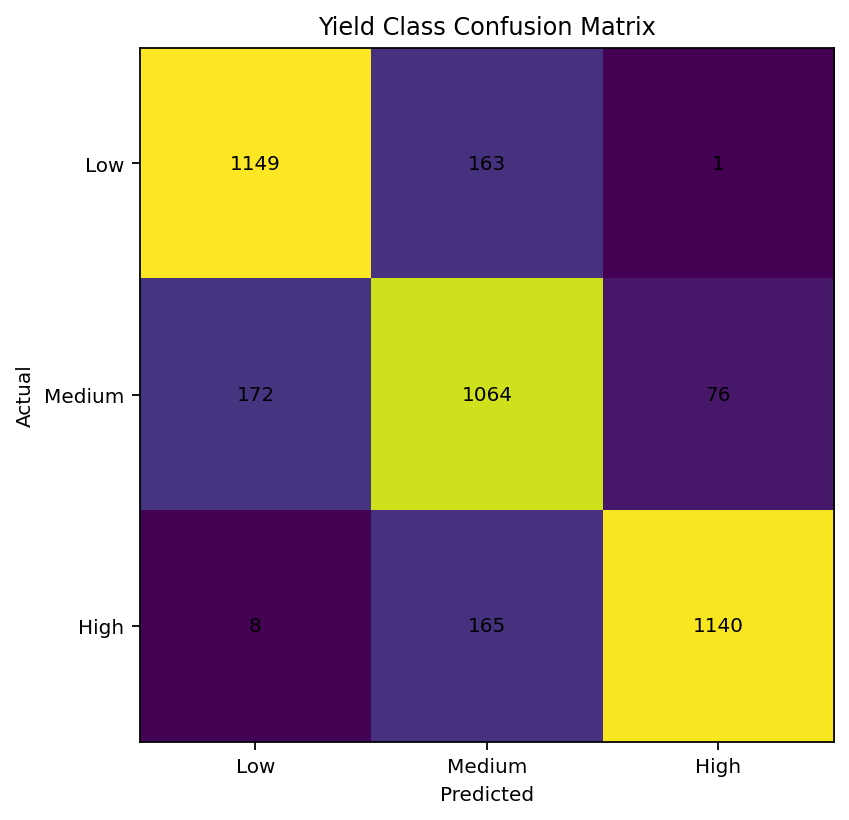 Yield Class Confusion Matrix
Low 1149 163 1
Actual
Medium 172 1064 76
High 8 165 1140
Low Medium High
Predicted